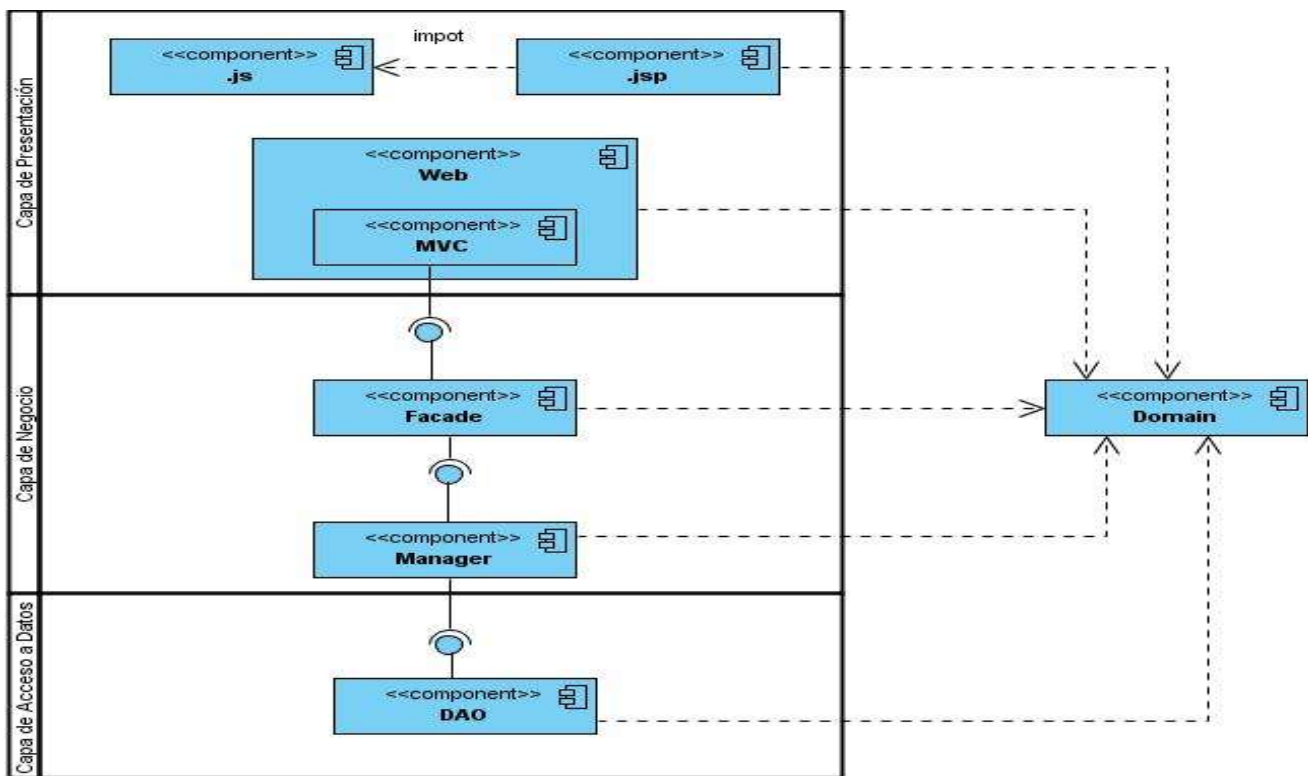 Capa de Presentación
<<component>>
.js
impot
<<component>>
.jsp
<<component>>
Web
<<component>>
MVC
Capa de Negocio
<<component>>
Facade
<<component>>
Domain
<<component>>
Manager
Capa de Acceso a Datos
<<component>>
DAO